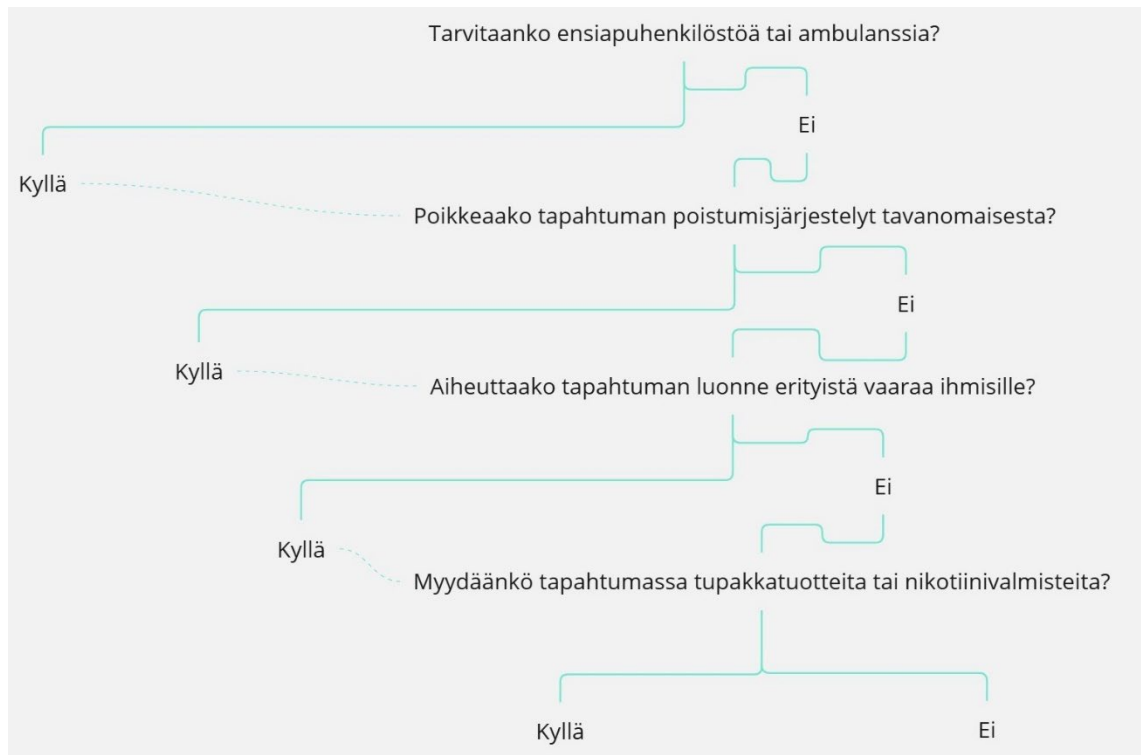 Tarvitaanko ensiapuhenkilöstöä tai ambulanssia?
Ei
Kyllä
Poikkeaako tapahtuman poistumisjärjestelyt tavanomaisesta?
Ei
Kyllä
Aiheuttaako tapahtuman luonne erityistä vaaraa ihmisille?
Ei
Kyllä
Myydäänkö tapahtumassa tupakkatuotteita tai nikotiinivalmisteita?
Kyllä
Ei